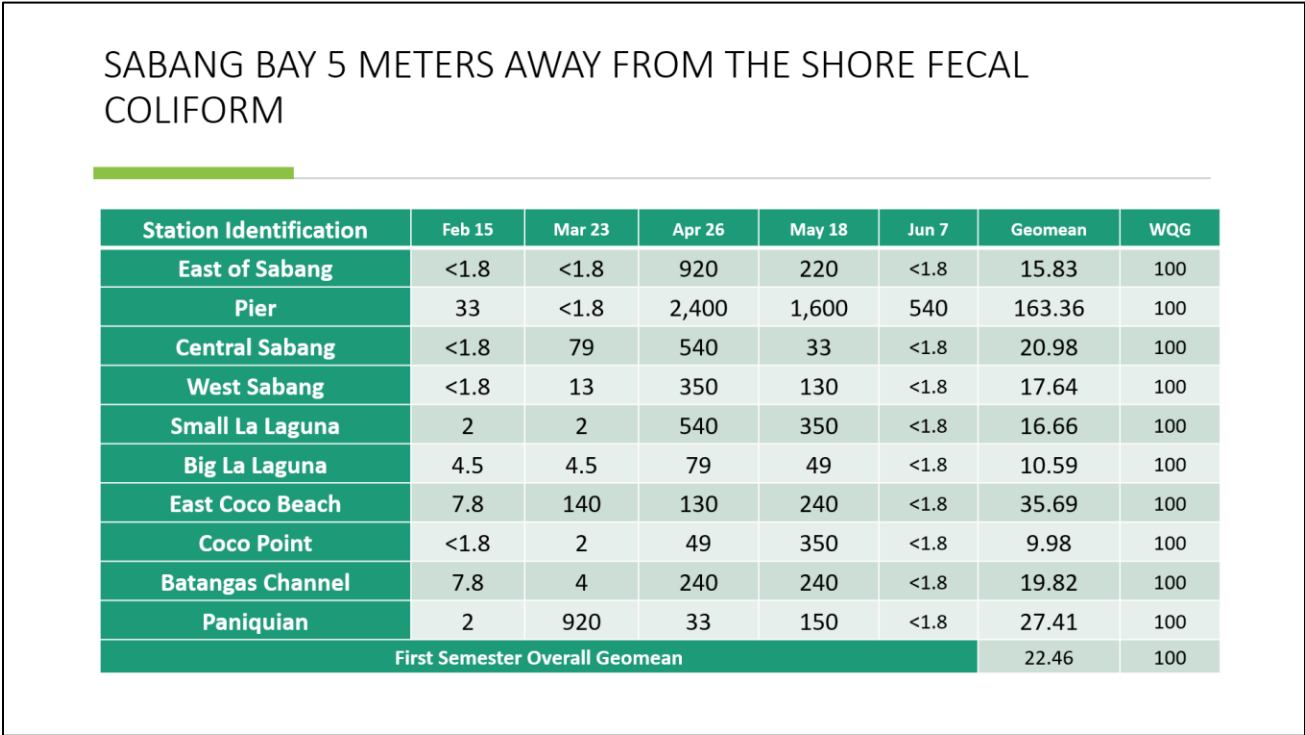 SABANG BAY 5 METERS AWAY FROM THE SHORE FECAL
COLIFORM
Station Identification Feb 15 Mar 23 Apr 26 May 18 Jun 7 Geomean WQG
East of Sabang <1.8 <1.8 920 220 <1.8 15.83 100
Pier 33 <1.8 2,400 1,600 540 163.36 100
Central Sabang <1.8 79 540 33 <1.8 20.98 100
West Sabang <1.8 13 350 130 <1.8 17.64 100
Small La Laguna 2 2 540 350 <1.8 16.66 100
Big La Laguna 4.5 4.5 79 49 <1.8 10.59 100
East Coco Beach 7.8 140 130 240 <1.8 35.69 100
Coco Point <1.8 2 49 350 <1.8 9.98 100
Batangas Channel 7.8 4 240 240 <1.8 19.82 100
Paniquian 2 920 33 150 <1.8 27.41 100
First Semester Overall Geomean 22.46 100